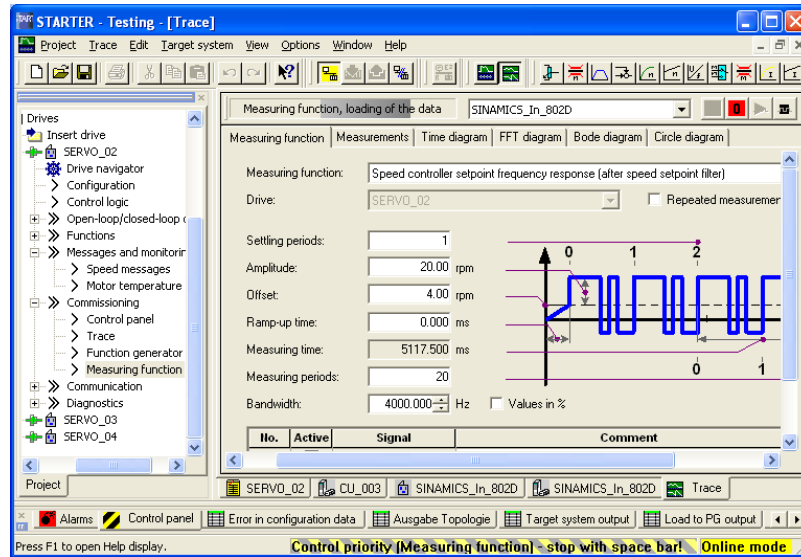 STARTER - Testing - [Trace]
Project Trace Edit Target system View Options Window Help
Measuring function, loading of the data SINAMICS_In_802D
Drives
Insert drive
SERVO_02
Drive navigator
Configuration
Control logic
Open-loop/closed-loop
Functions
Messages and monitorin
Speed messages
Motor temperature
Commissioning
Control panel
Trace
Function generator
Measuring function
Communication
Diagnostics
SERVO_03
SERVO_04
Project
Measuring function Measurements Time diagram FFT diagram Bode diagram Circle diagram
Measuring function: Speed controller setpoint frequency response (after speed setpoint filter)
Drive: SERVO_02 Repeated measuremer
Settling periods: 1
Amplitude: 20.00 rpm
Offset: 4.00 rpm
Ramp-up time: 0.000 ms
Measuring time: 5117.500 ms
Measuring periods: 20
Bandwidth: 4000.000 Hz Values in %
0 1 2
0 1
No. Active Signal Comment
SERVO_02 CU_003 SINAMICS_In_802D SINAMICS_In_802D Trace
Alarms Control panel Error in configuration data Ausgabe Topologie Target system output Load to PG output
Press F1 to open Help display. Control priority (Measuring function) - stop with space bar! Online mode